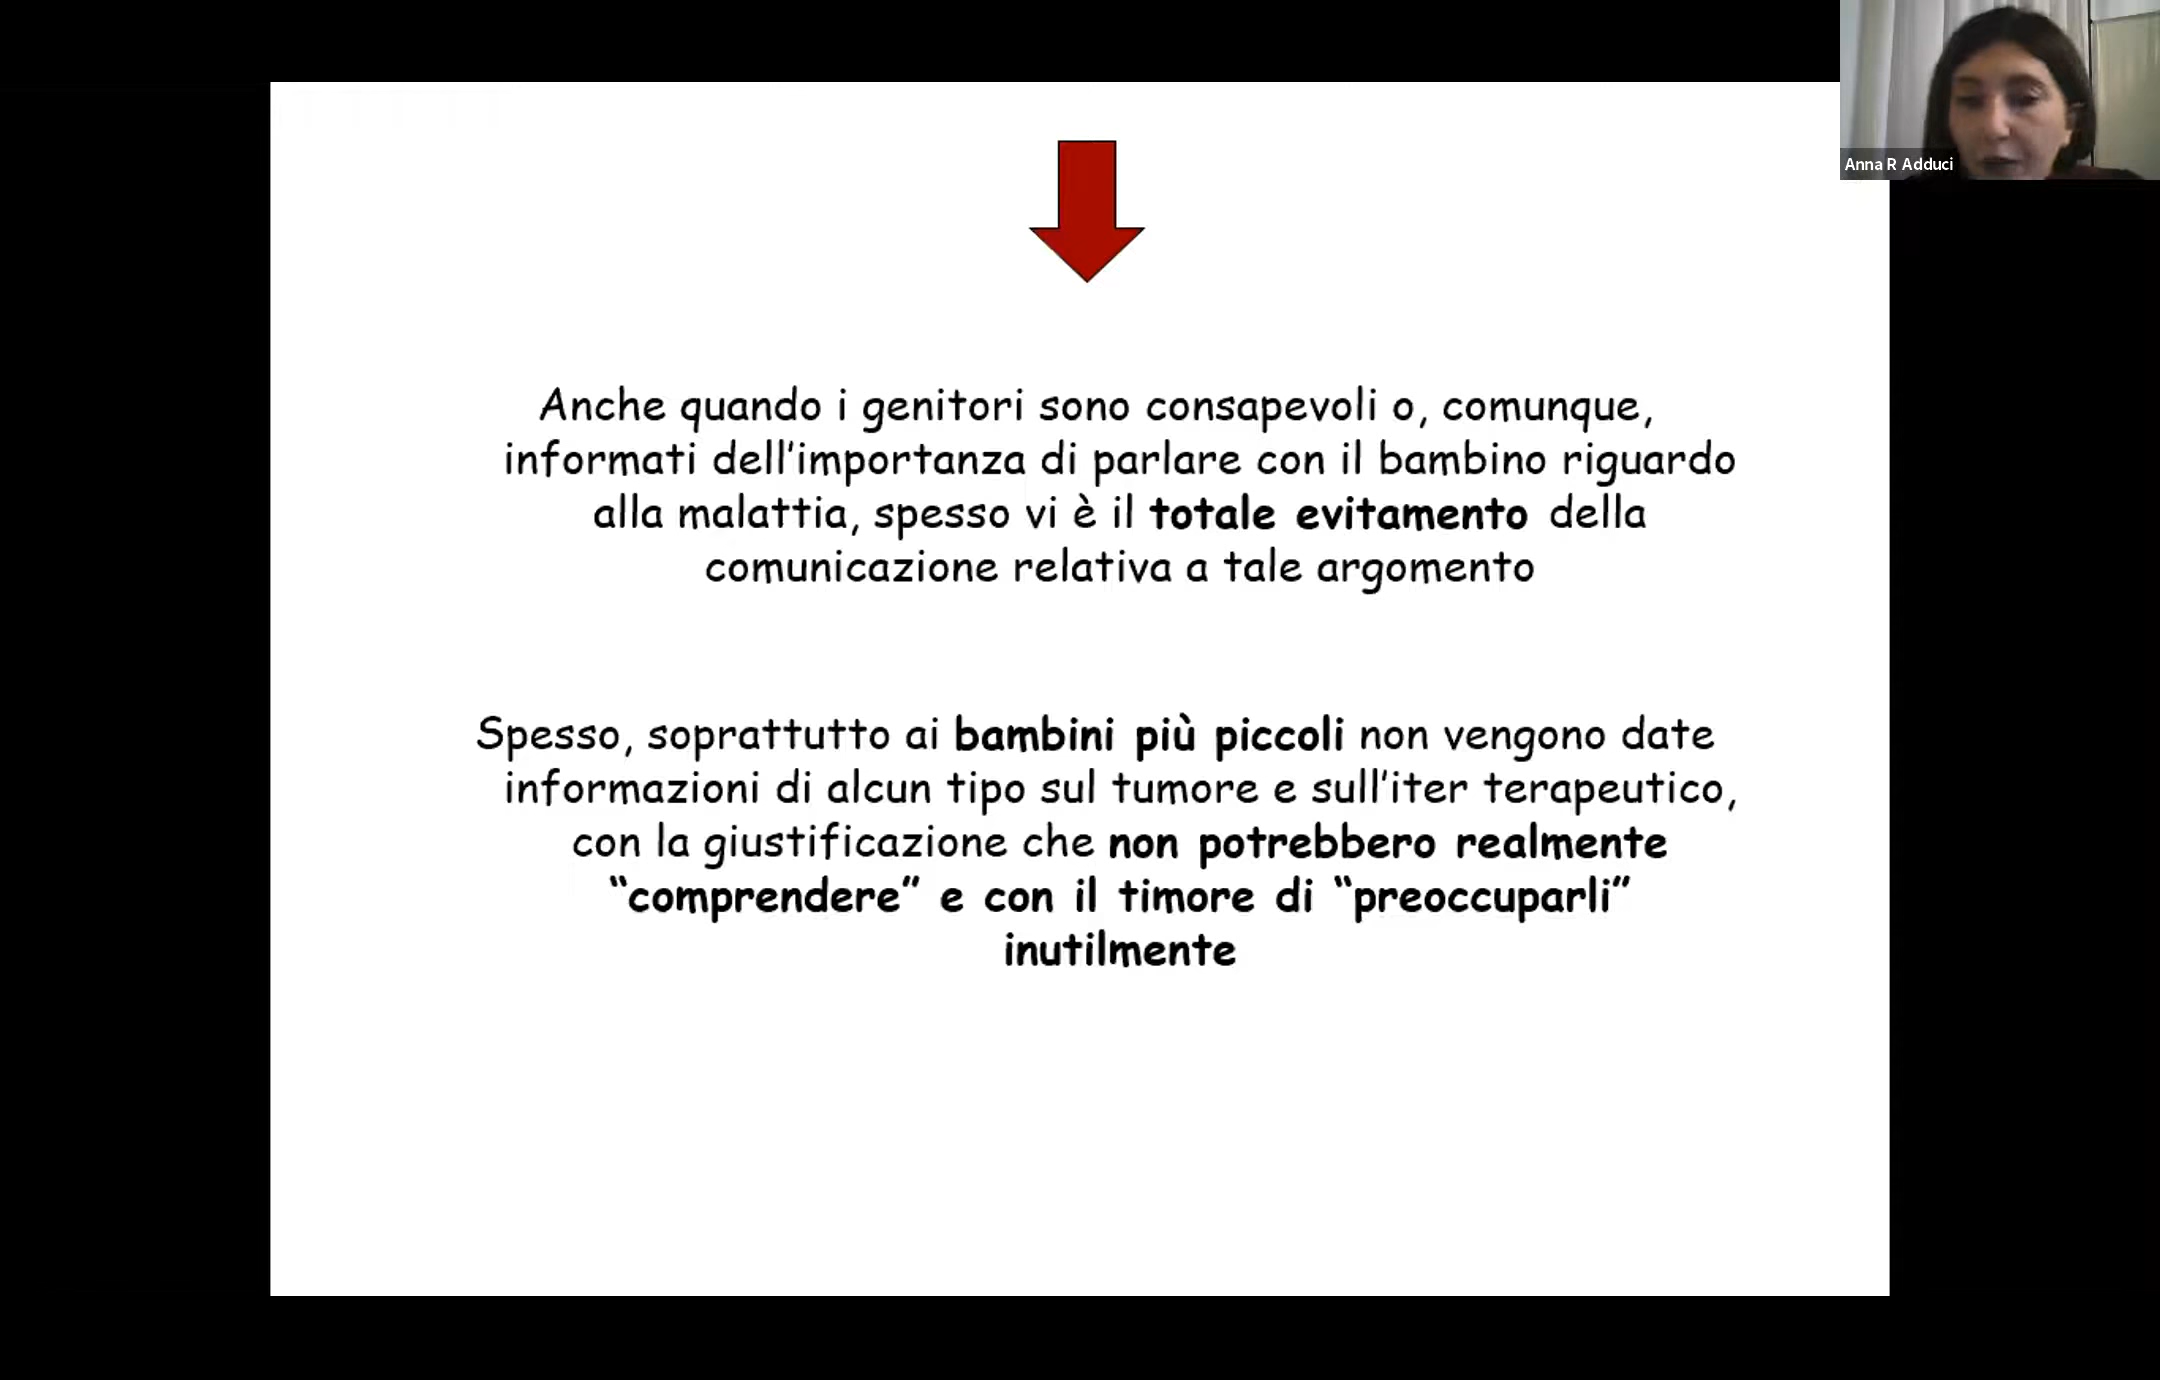 Anna R Adduci
Anche quando i genitori sono consapevoli o, comunque,
informati dell’importanza di parlare con il bambino riguardo
alla malattia, spesso vi è il totale evitamento della
comunicazione relativa a tale argomento
Spesso, soprattutto ai bambini più piccoli non vengono date
informazioni di alcun tipo sul tumore e sull’iter terapeutico,
con la giustificazione che non potrebbero realmente
“comprendere” e con il timore di “preoccuparli”
inutilmente